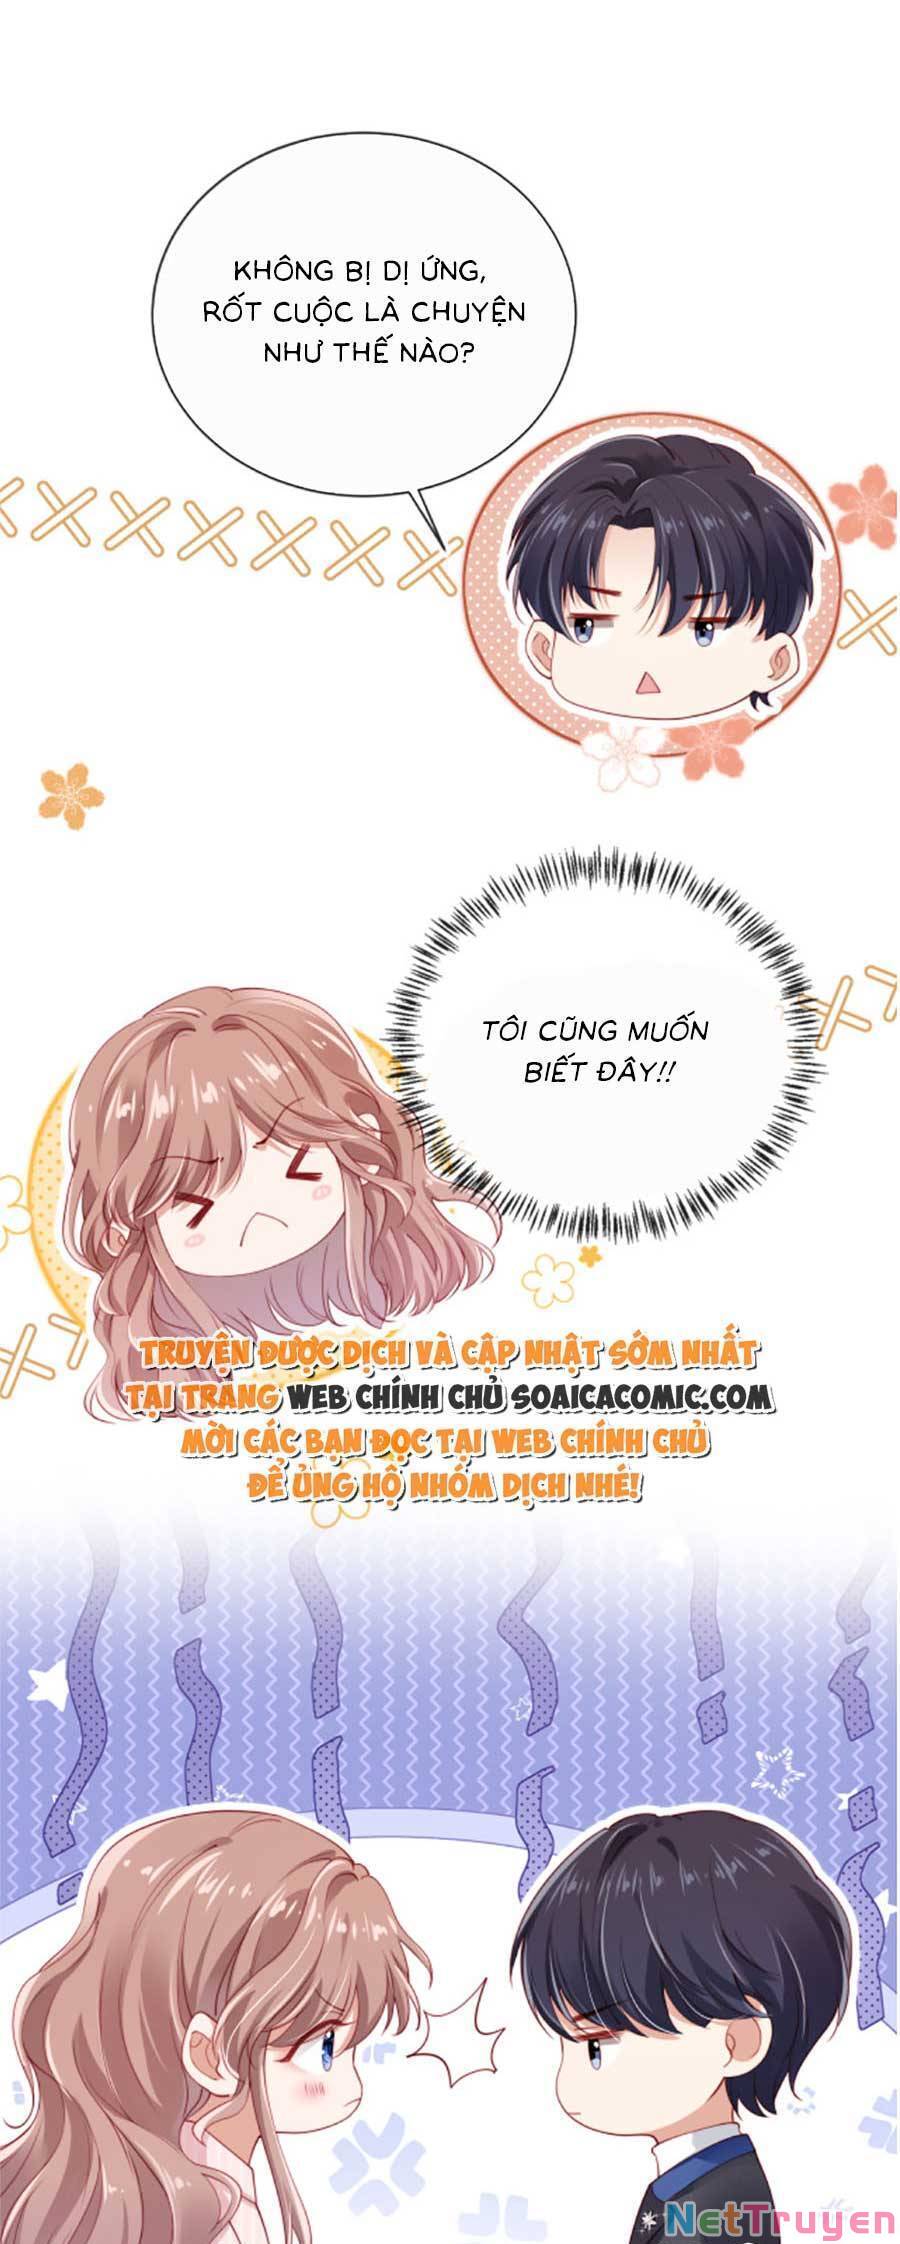 KHÔNG BỊ DỊ ỨNG,
RỐT CUỘC LÀ CHUYỆN
NHƯ THẾ NÀO?
TÔI CŨNG MUỐN
BIẾT ĐÂY!!
TRUYỆN ĐƯỢC DỊCH VÀ CẬP NHẬT SỚM NHẤT
TẠI TRANG WEB CHÍNH CHỦ SOAICACOMIC.COM
MỜI CÁC BẠN ĐỌC TẠI WEB CHÍNH CHỦ
ĐỂ ỦNG HỘ NHÓM DỊCH NHÉ!
NetTruyen